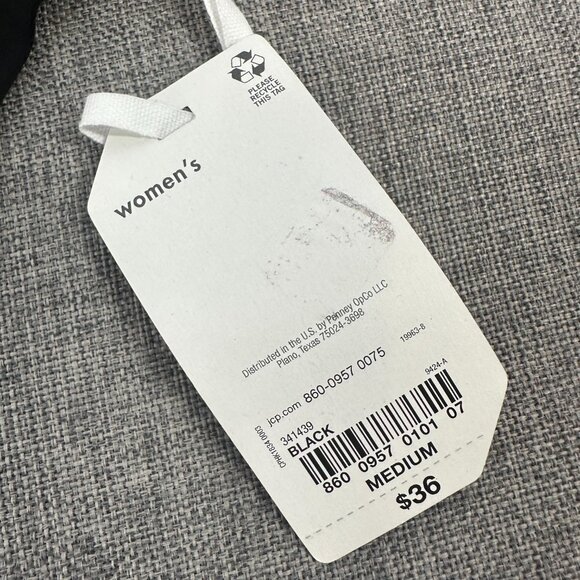 PLEASE
RECYCLE
THIS TAG
women's
Distributed in the U.S. by Penney OpCo LLC
Plano, Texas 75024-3698
19963-8
jcp.com 860-0957 0075
9424-A
341439
BLACK
860 0957 0101 07
MEDIUM
$36